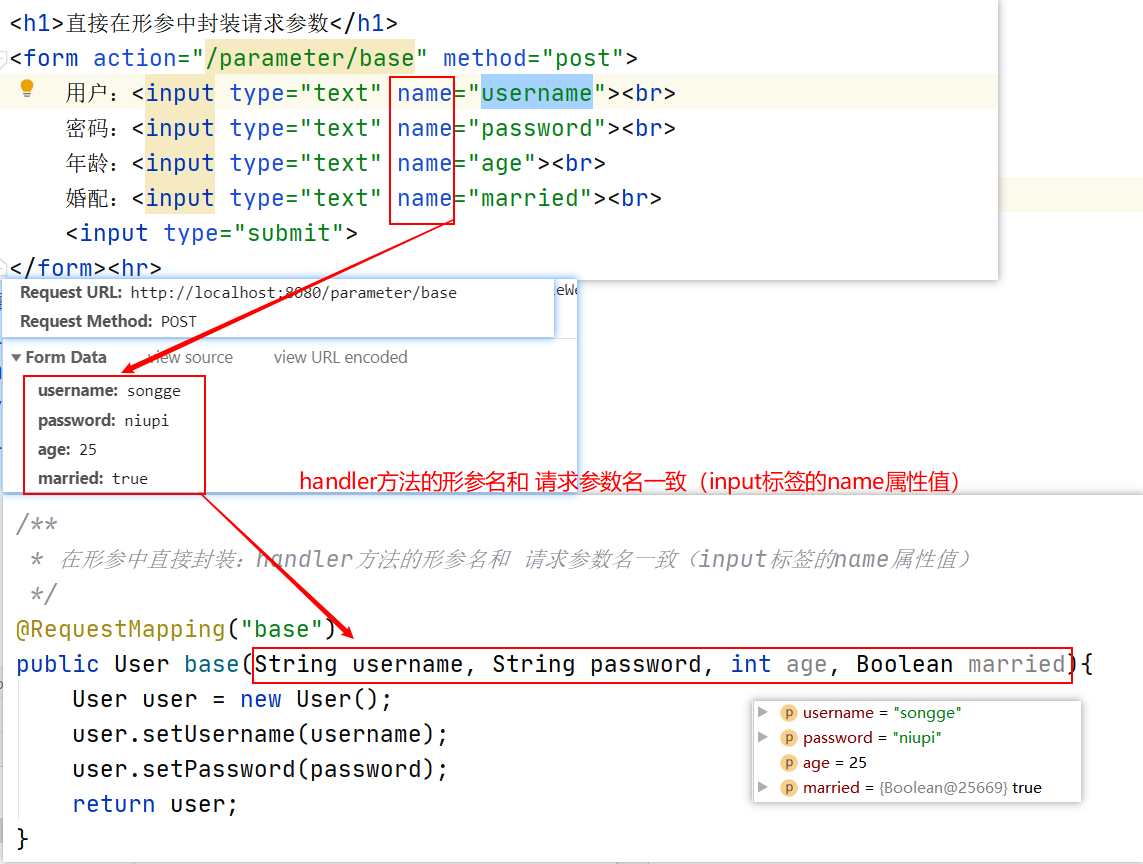 <h1>直接在形参中封装请求参数</h1>
<form action="/parameter/base" method="post">
用户：<input type="text" name="username"><br>
密码：<input type="text" name="password"><br>
年龄：<input type="text" name="age"><br>
婚配：<input type="text" name="married"><br>
<input type="submit">
</form><hr>
Request URL: http://localhost:8080/parameter/base
Request Method: POST
Form Data view source view URL encoded
username: songge
password: niupi
age: 25
married: true
handler方法的形参名和 请求参数名一致（input标签的name属性值）
/**
* 在形参中直接封装：handler方法的形参名和 请求参数名一致（input标签的name属性值）
*/
@RequestMapping("base")
public User base(String username, String password, int age, Boolean married){
User user = new User();
user.setUsername(username);
user.setPassword(password);
return user;
}
p username = "songge"
p password = "niupi"
p age = 25
p married = {Boolean@25669} true